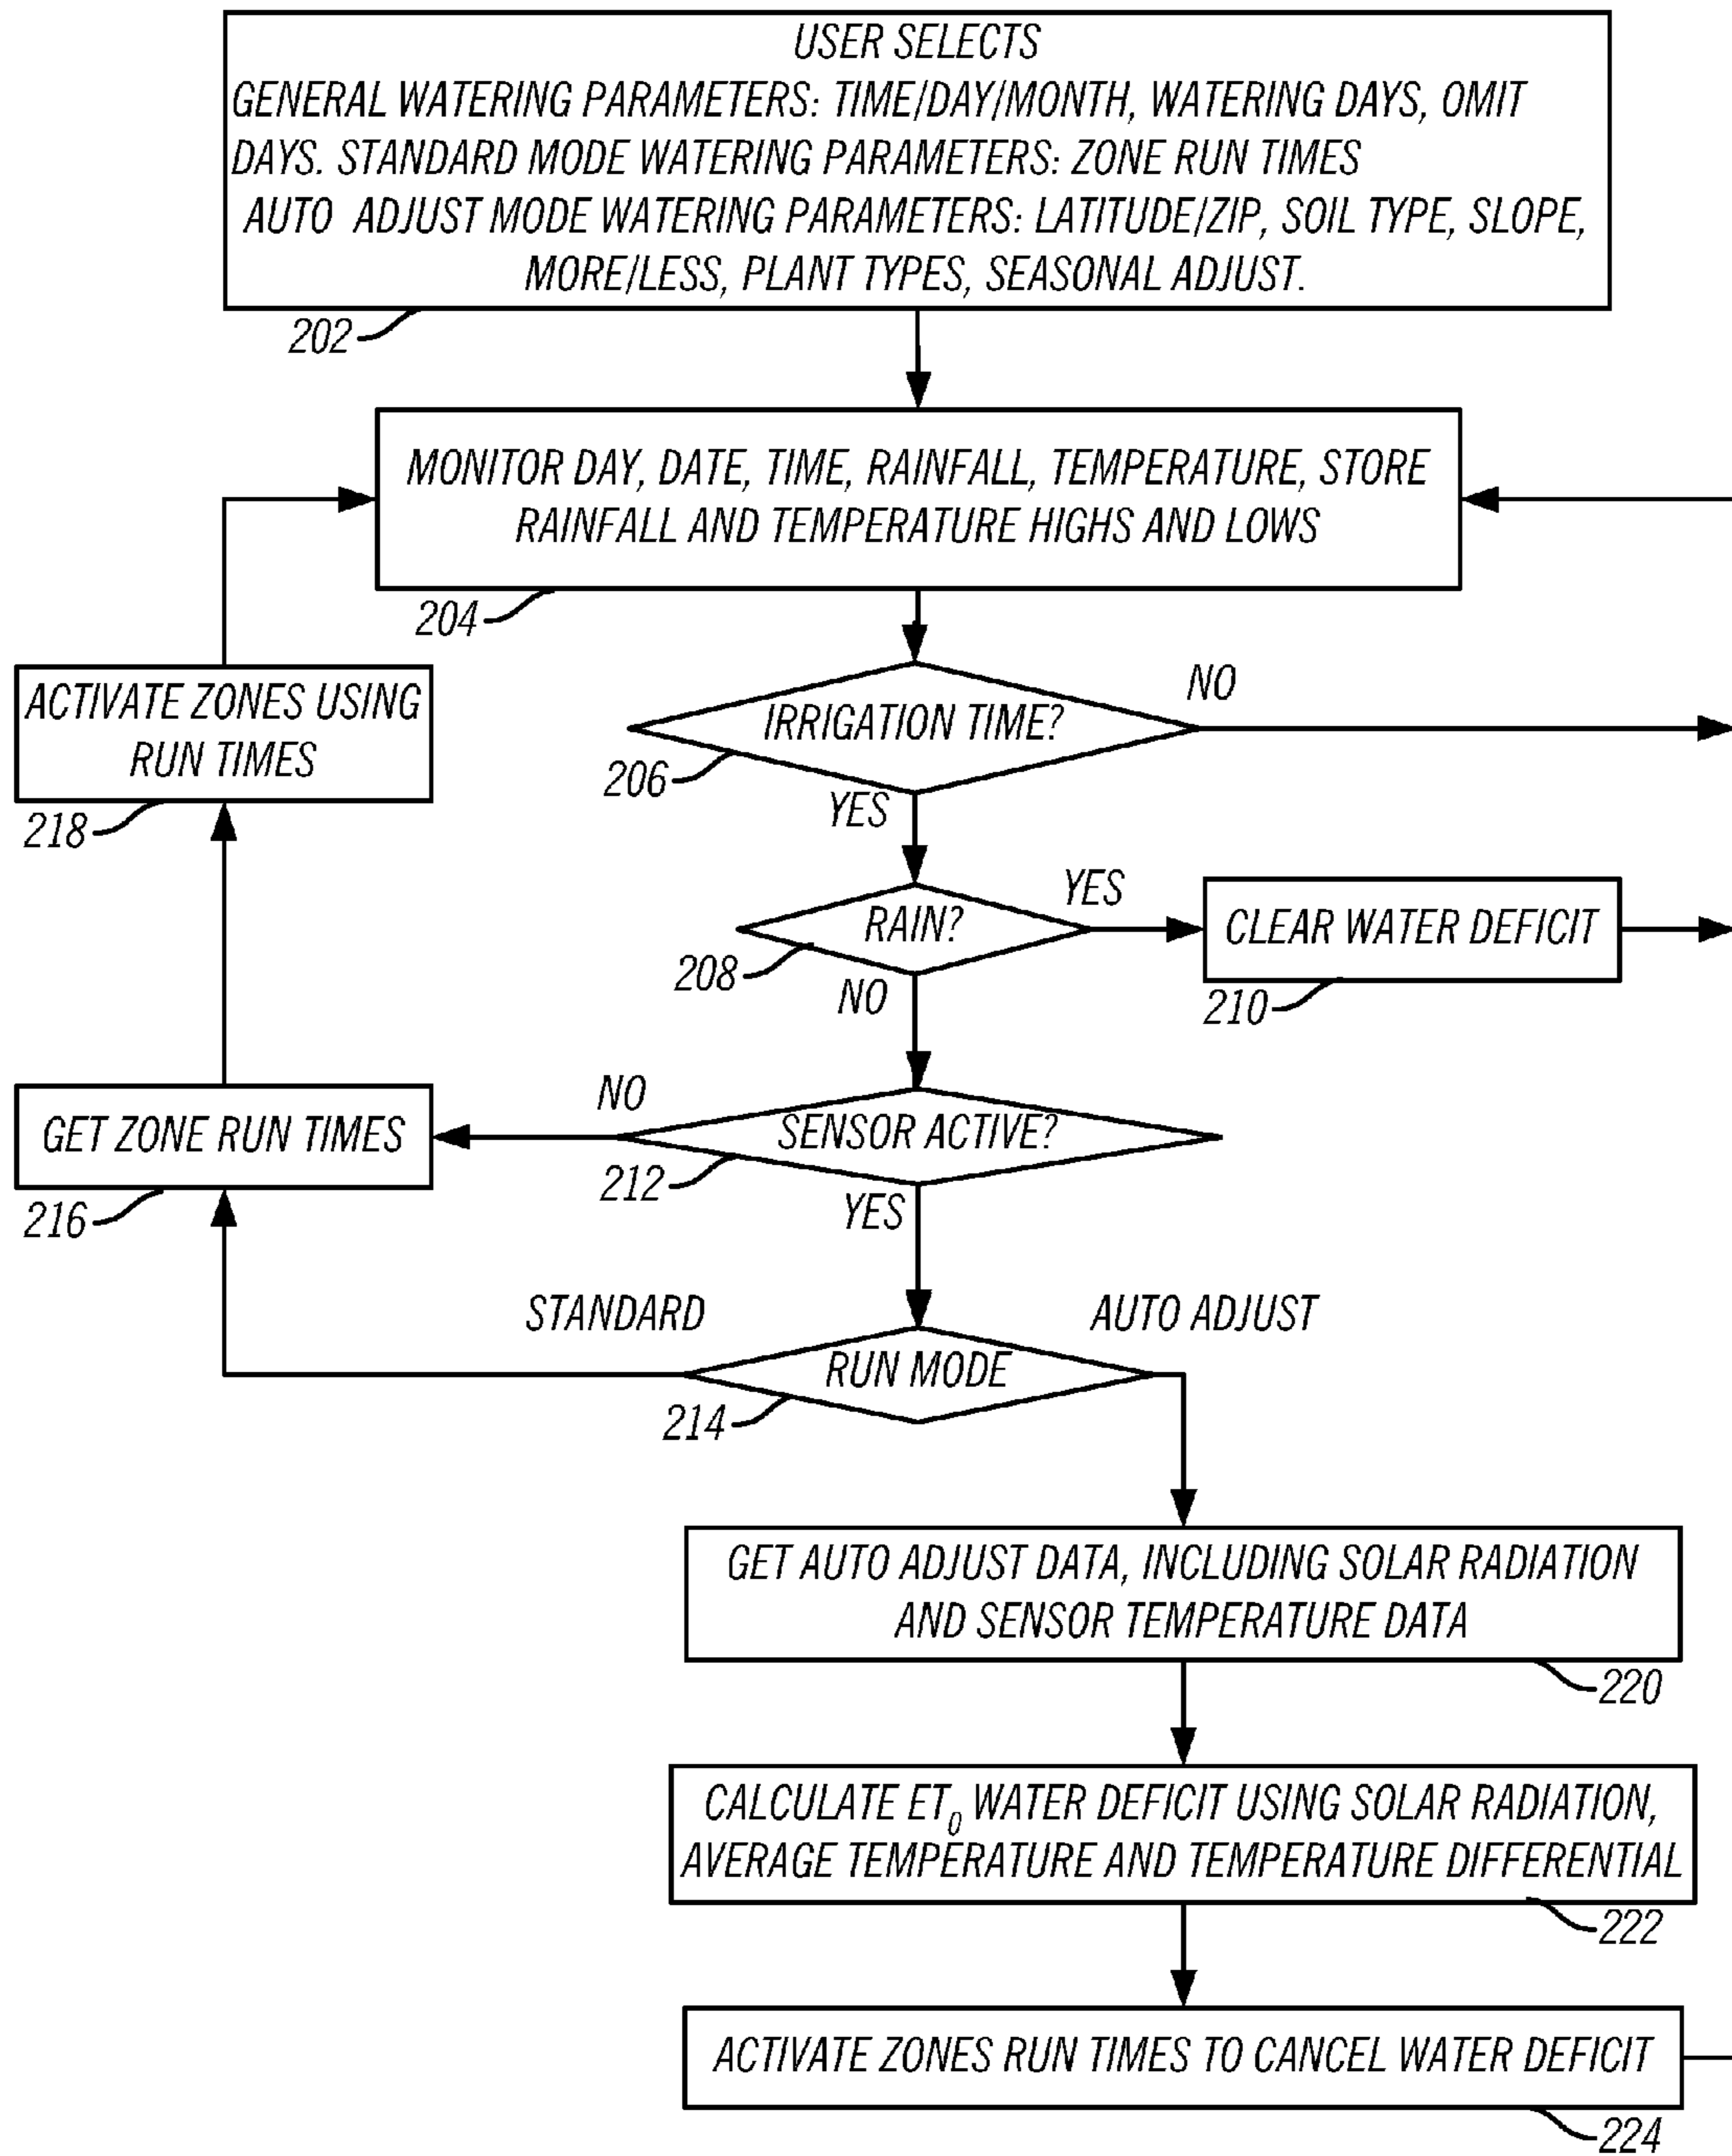 USER SELECTS
GENERAL WATERING PARAMETERS: TIME/DAY/MONTH, WATERING DAYS, OMIT
DAYS. STANDARD MODE WATERING PARAMETERS: ZONE RUN TIMES
AUTO ADJUST MODE WATERING PARAMETERS: LATITUDE/ZIP, SOIL TYPE, SLOPE,
MORE/LESS, PLANT TYPES, SEASONAL ADJUST.
202
MONITOR DAY, DATE, TIME, RAINFALL, TEMPERATURE, STORE
RAINFALL AND TEMPERATURE HIGHS AND LOWS
204
ACTIVATE ZONES USING
RUN TIMES
218
IRRIGATION TIME?
NO
206
YES
RAIN?
YES
208
NO
CLEAR WATER DEFICIT
210
GET ZONE RUN TIMES
216
NO
SENSOR ACTIVE?
212
YES
STANDARD
AUTO ADJUST
RUN MODE
214
GET AUTO ADJUST DATA, INCLUDING SOLAR RADIATION
AND SENSOR TEMPERATURE DATA
220
CALCULATE ET0 WATER DEFICIT USING SOLAR RADIATION,
AVERAGE TEMPERATURE AND TEMPERATURE DIFFERENTIAL
222
ACTIVATE ZONES RUN TIMES TO CANCEL WATER DEFICIT
224